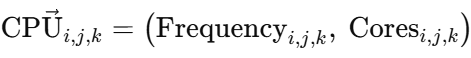 CPU⃗_{i,j,k} = (Frequency_{i,j,k}, Cores_{i,j,k})